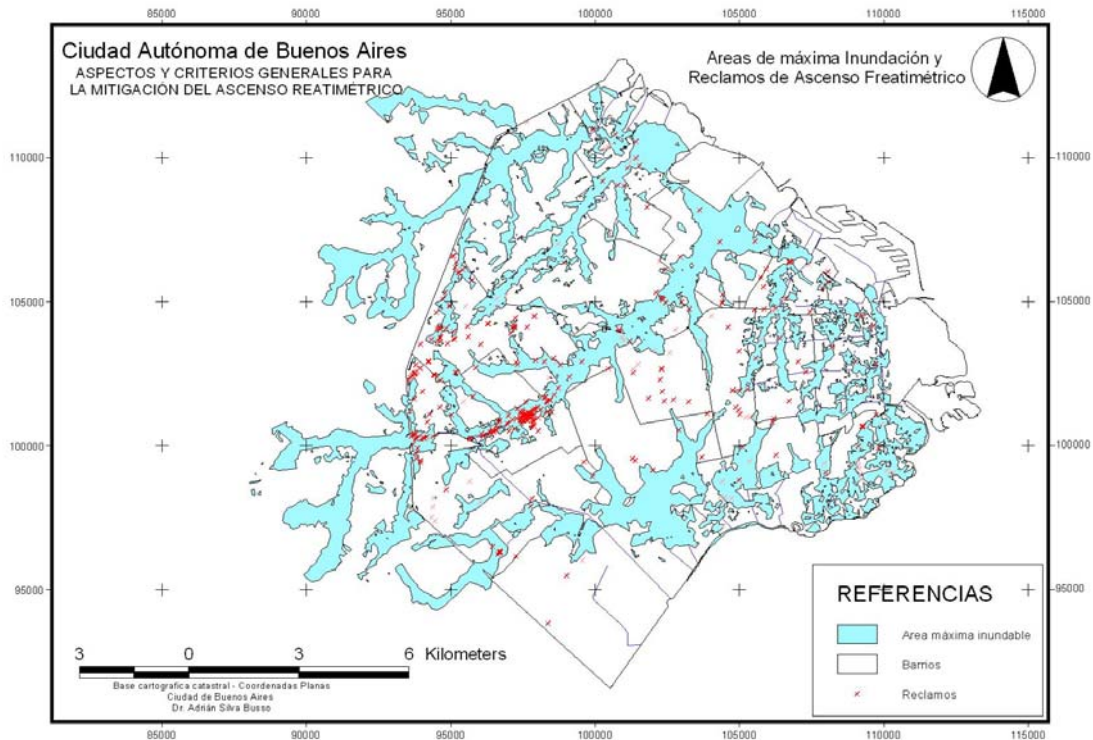 85000 90000 95000 100000 105000 110000 115000
Ciudad Autónoma de Buenos Aires
ASPECTOS Y CRITERIOS GENERALES PARA
LA MITIGACIÓN DEL ASCENSO REATIMÉTRICO
Areas de máxima Inundación y
Reclamos de Ascenso Freatimétrico
110000 110000
105000 105000
100000 100000
95000 95000
REFERENCIAS
Area máxima inundable
Barrios
Reclamos
3 0 3 6 Kilometers
Base cartografica catastral - Coordenadas Planas
Ciudad de Buenos Aires
Dr. Adrián Silva Busso
85000 90000 95000 100000 105000 110000 115000